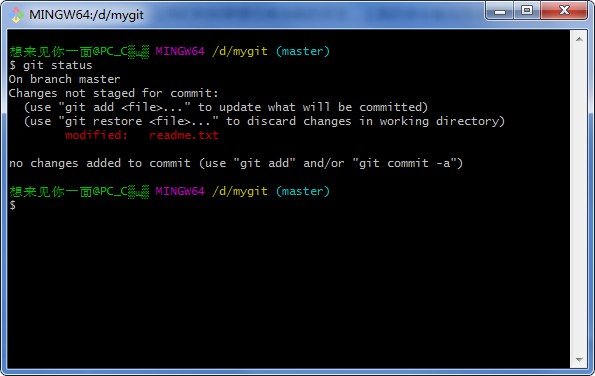 MINGW64:/d/mygit
想来见你一面@PC_C MINGW64 /d/mygit (master)
$ git status
On branch master
Changes not staged for commit:
  (use "git add <file>..." to update what will be committed)
  (use "git restore <file>..." to discard changes in working directory)
        modified:   readme.txt
no changes added to commit (use "git add" and/or "git commit -a")
想来见你一面@PC_C MINGW64 /d/mygit (master)
$